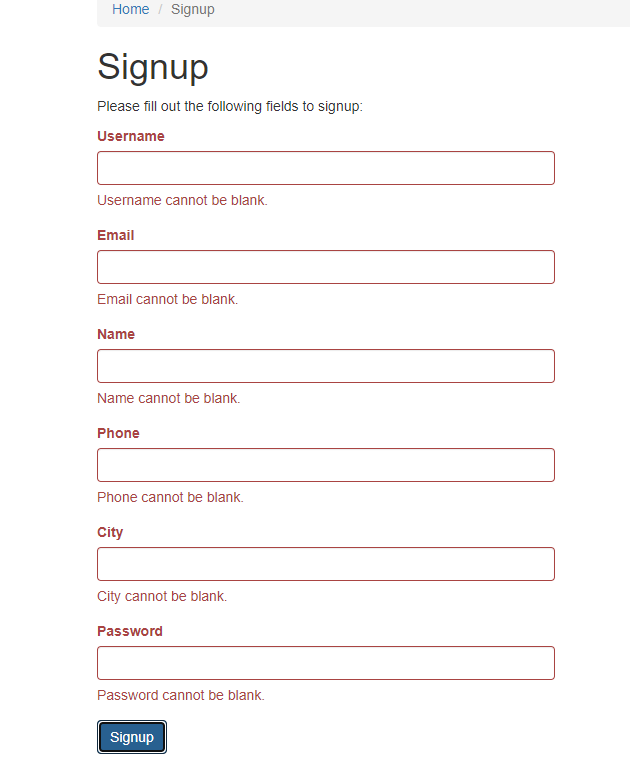 Home / Signup
Signup
Please fill out the following fields to signup:
Username
Username cannot be blank.
Email
Email cannot be blank.
Name
Name cannot be blank.
Phone
Phone cannot be blank.
City
City cannot be blank.
Password
Password cannot be blank.
Signup